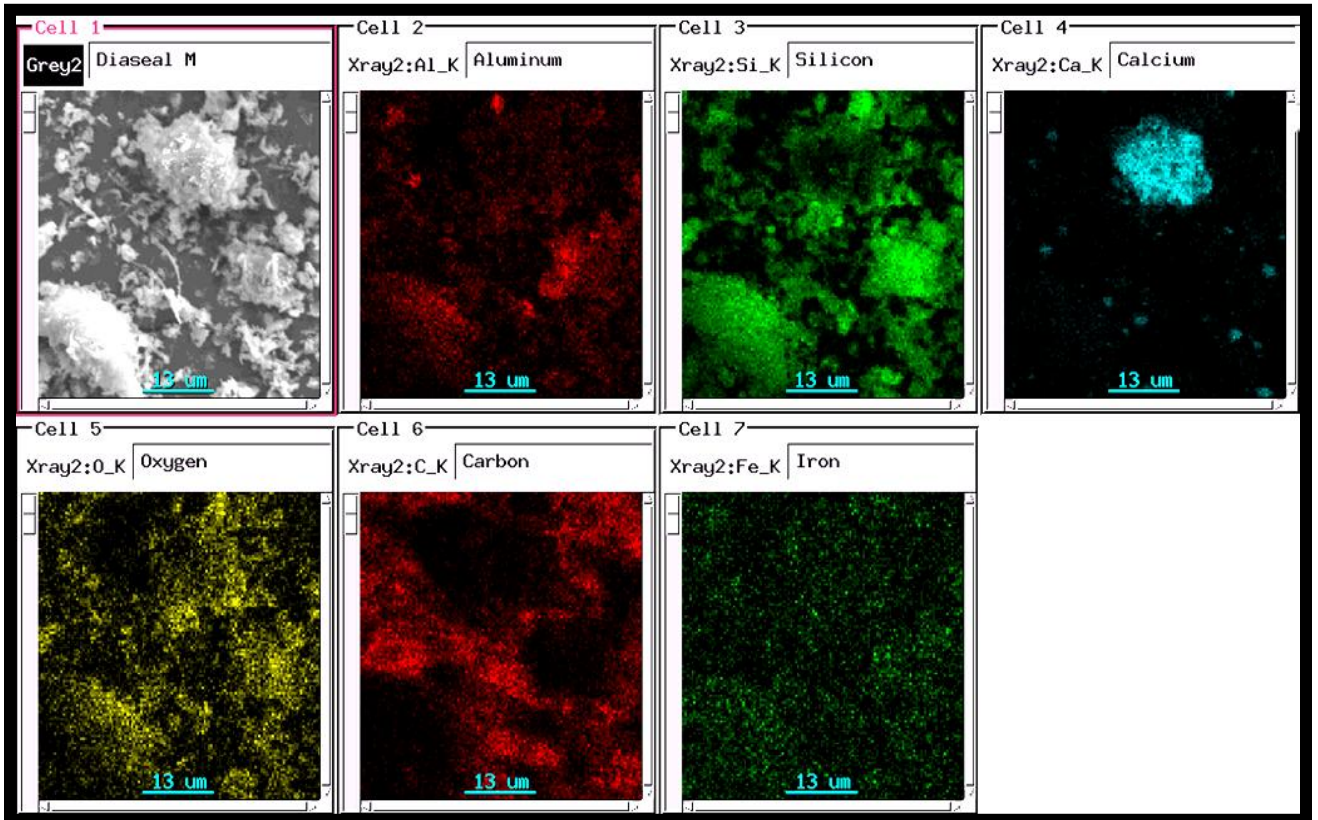 Cell 1
Grey2 Diaseal M
13 um
Cell 2
Xray2:Al_K Aluminum
13 um
Cell 3
Xray2:Si_K Silicon
13 um
Cell 4
Xray2:Ca_K Calcium
13 um
Cell 5
Xray2:O_K Oxygen
13 um
Cell 6
Xray2:C_K Carbon
13 um
Cell 7
Xray2:Fe_K Iron
13 um